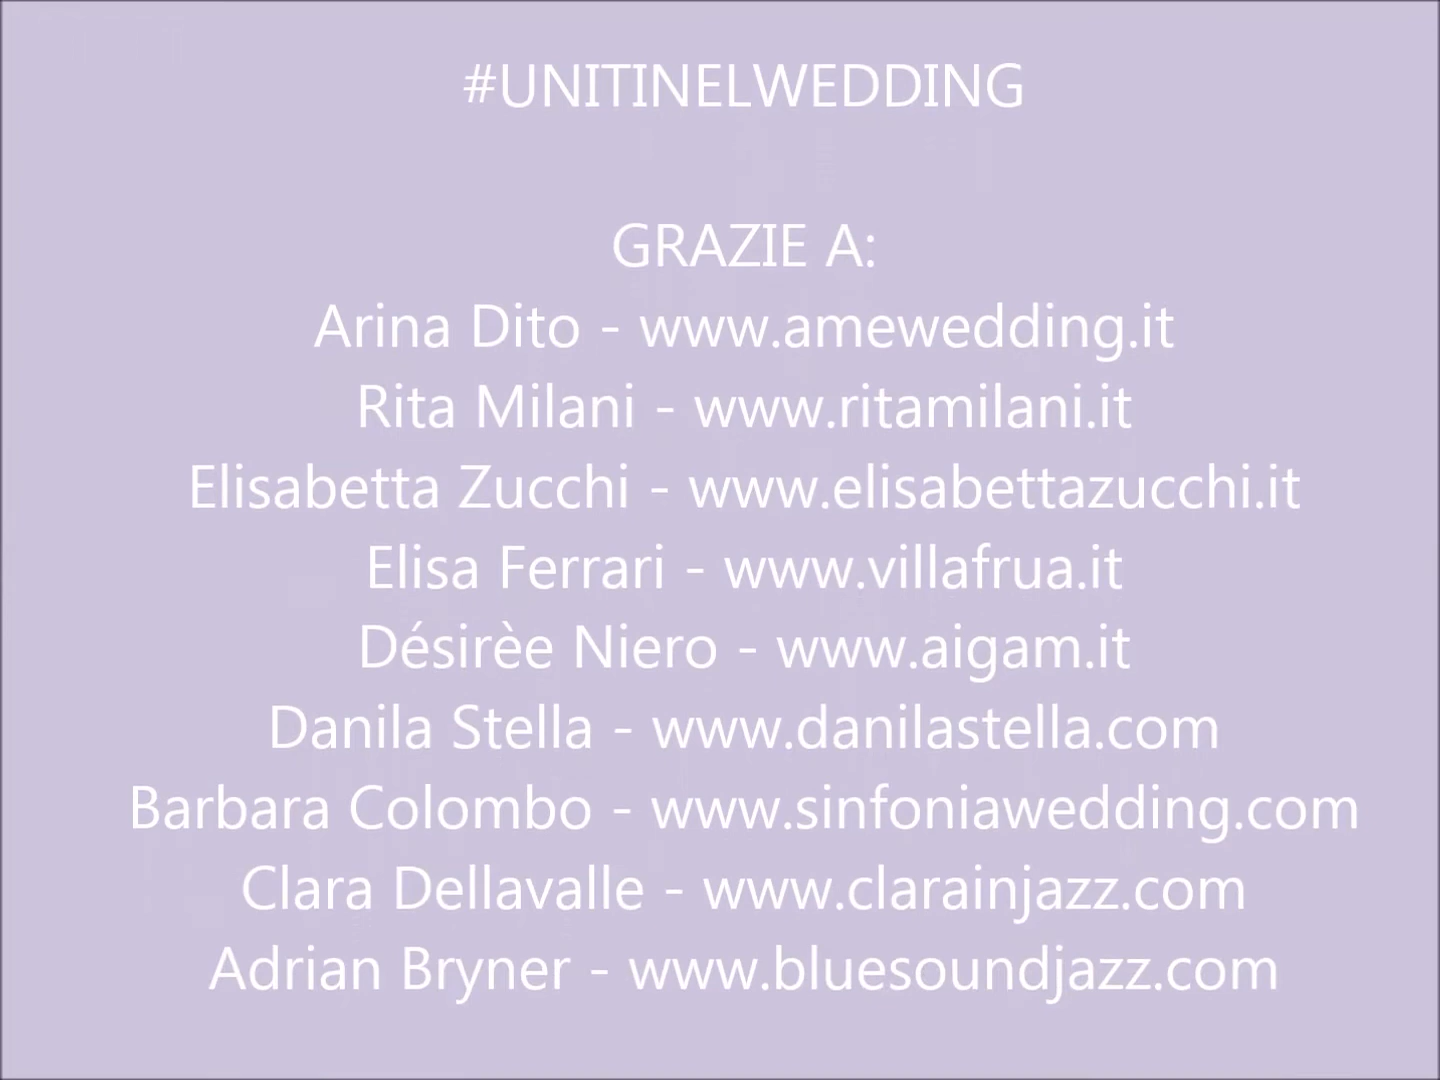 #UNITINELWEDDING
GRAZIE A:
Arina Dito - www.amewedding.it
Rita Milani - www.ritamilani.it
Elisabetta Zucchi - www.elisabettazucchi.it
Elisa Ferrari - www.villafrua.it
Désirèe Niero - www.aigam.it
Danila Stella - www.danilastella.com
Barbara Colombo - www.sinfoniawedding.com
Clara Dellavalle - www.clarainjazz.com
Adrian Bryner - www.bluesoundjazz.com